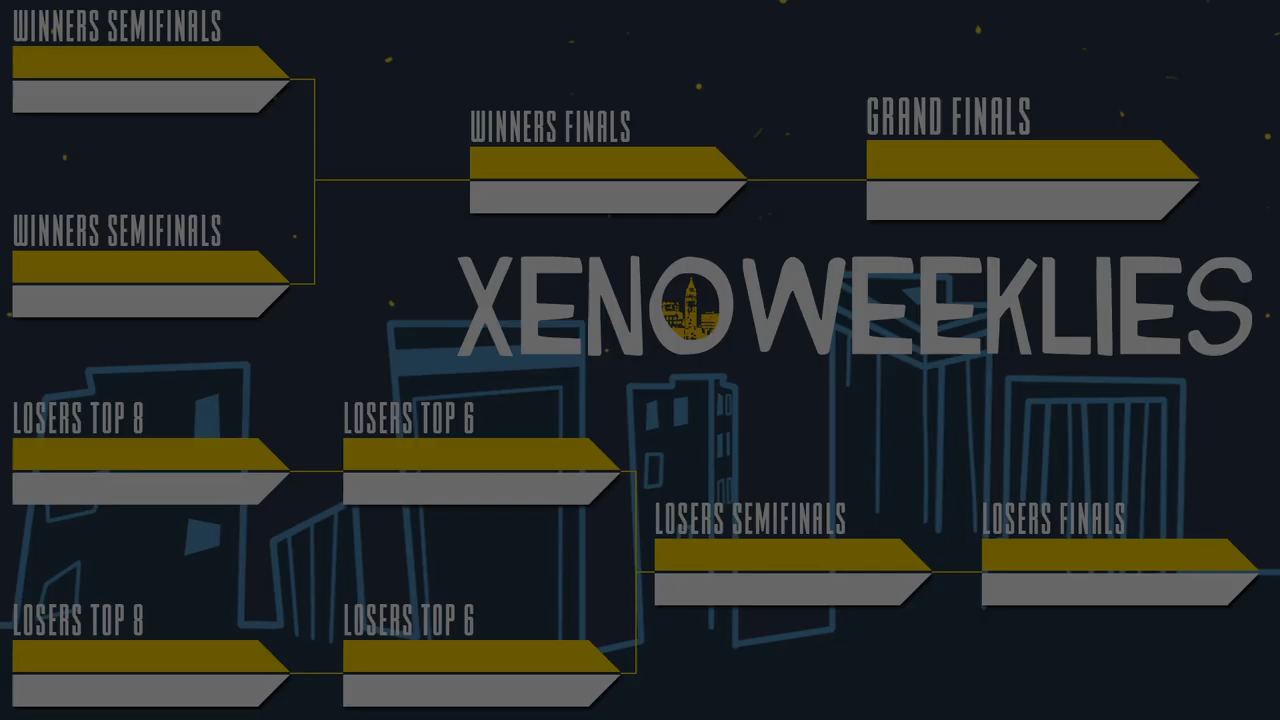 WINNERS SEMIFINALS
WINNERS FINALS
GRAND FINALS
WINNERS SEMIFINALS
XENOWEEKLIES
LOSERS TOP 8
LOSERS TOP 6
LOSERS SEMIFINALS
LOSERS FINALS
LOSERS TOP 8
LOSERS TOP 6